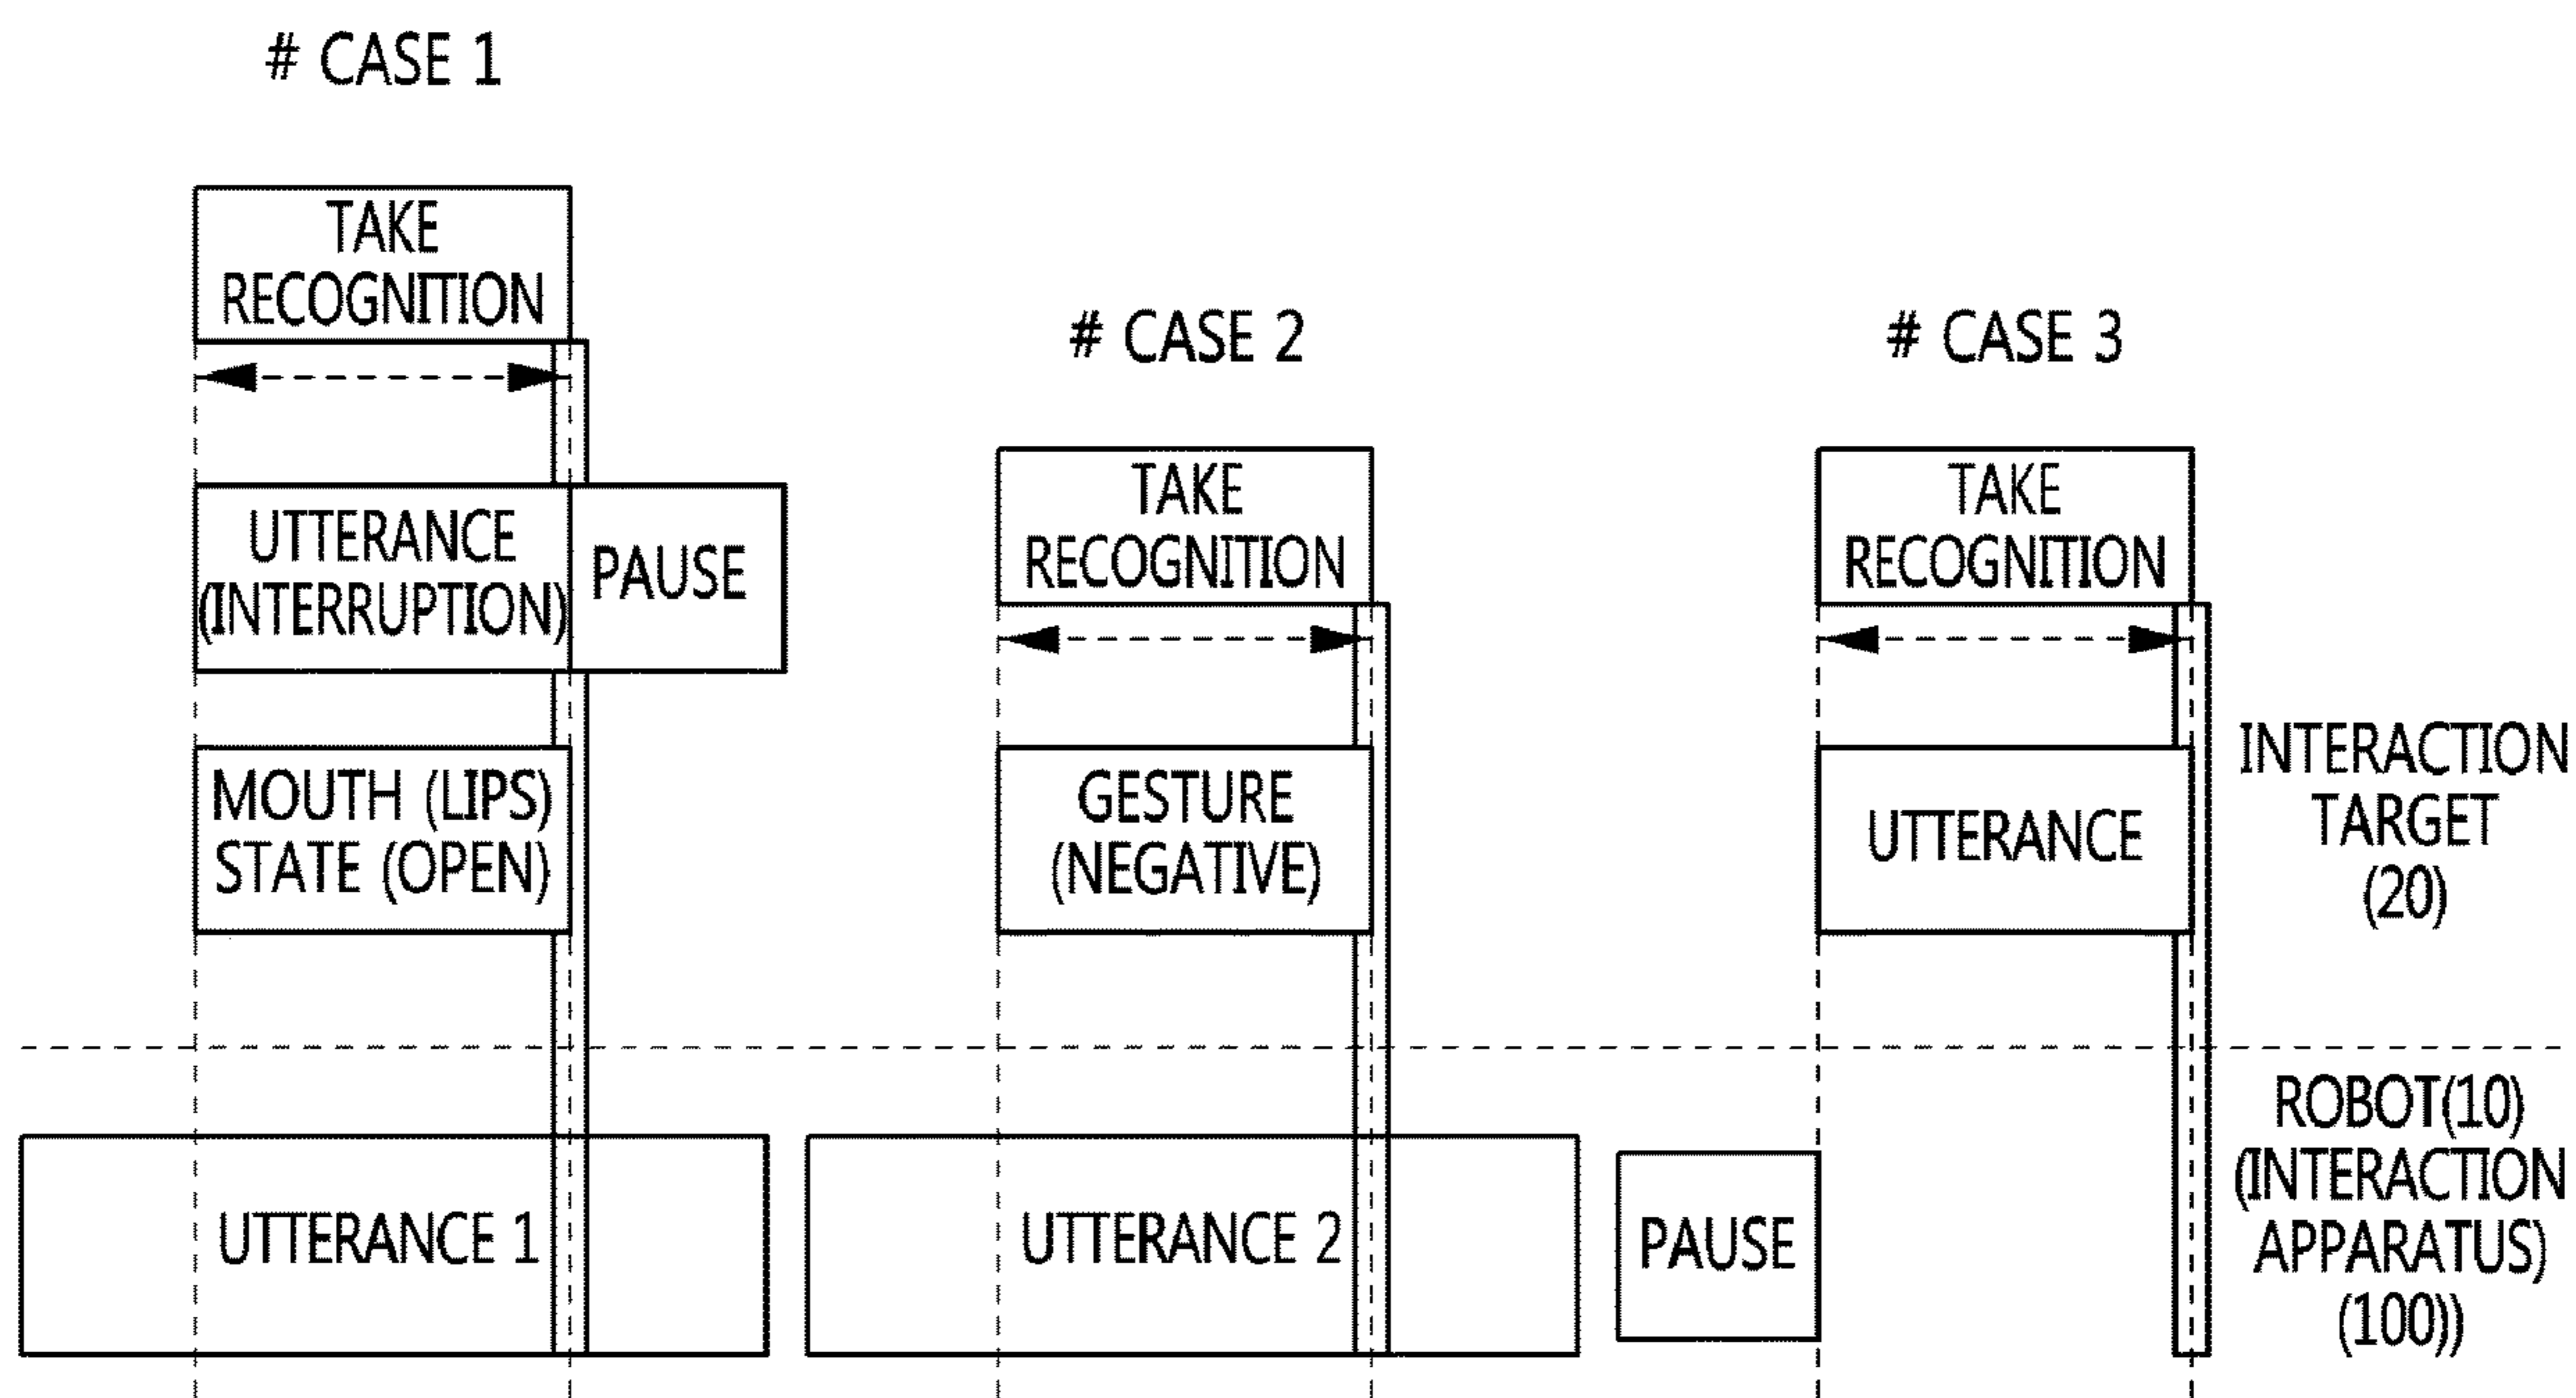 # CASE 1
TAKE
RECOGNITION
UTTERANCE
(INTERRUPTION)
PAUSE
MOUTH (LIPS)
STATE (OPEN)
UTTERANCE 1
# CASE 2
TAKE
RECOGNITION
GESTURE
(NEGATIVE)
UTTERANCE 2
PAUSE
# CASE 3
TAKE
RECOGNITION
UTTERANCE
INTERACTION
TARGET
(20)
ROBOT(10)
(INTERACTION
APPARATUS)
(100))